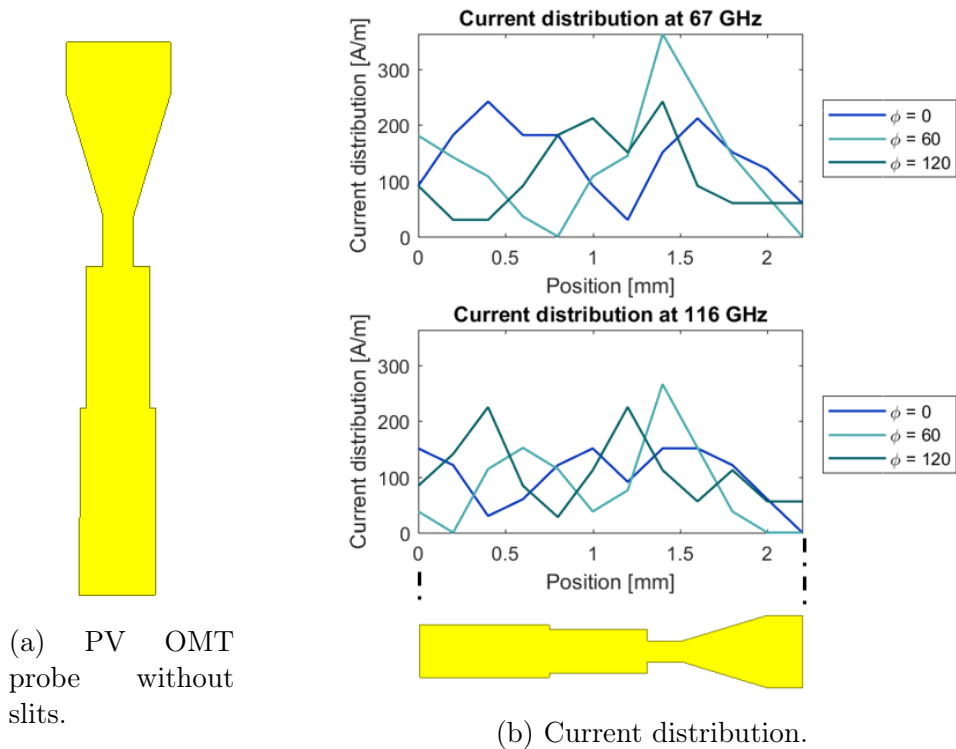 Current distribution at 67 GHz
Current distribution [A/m]
300
200
100
0
0 0.5 1 1.5 2
Position [mm]
ϕ = 0
ϕ = 60
ϕ = 120
Current distribution at 116 GHz
Current distribution [A/m]
300
200
100
0
0 0.5 1 1.5 2
Position [mm]
ϕ = 0
ϕ = 60
ϕ = 120
(a) PV OMT
probe without
slits.
(b) Current distribution.